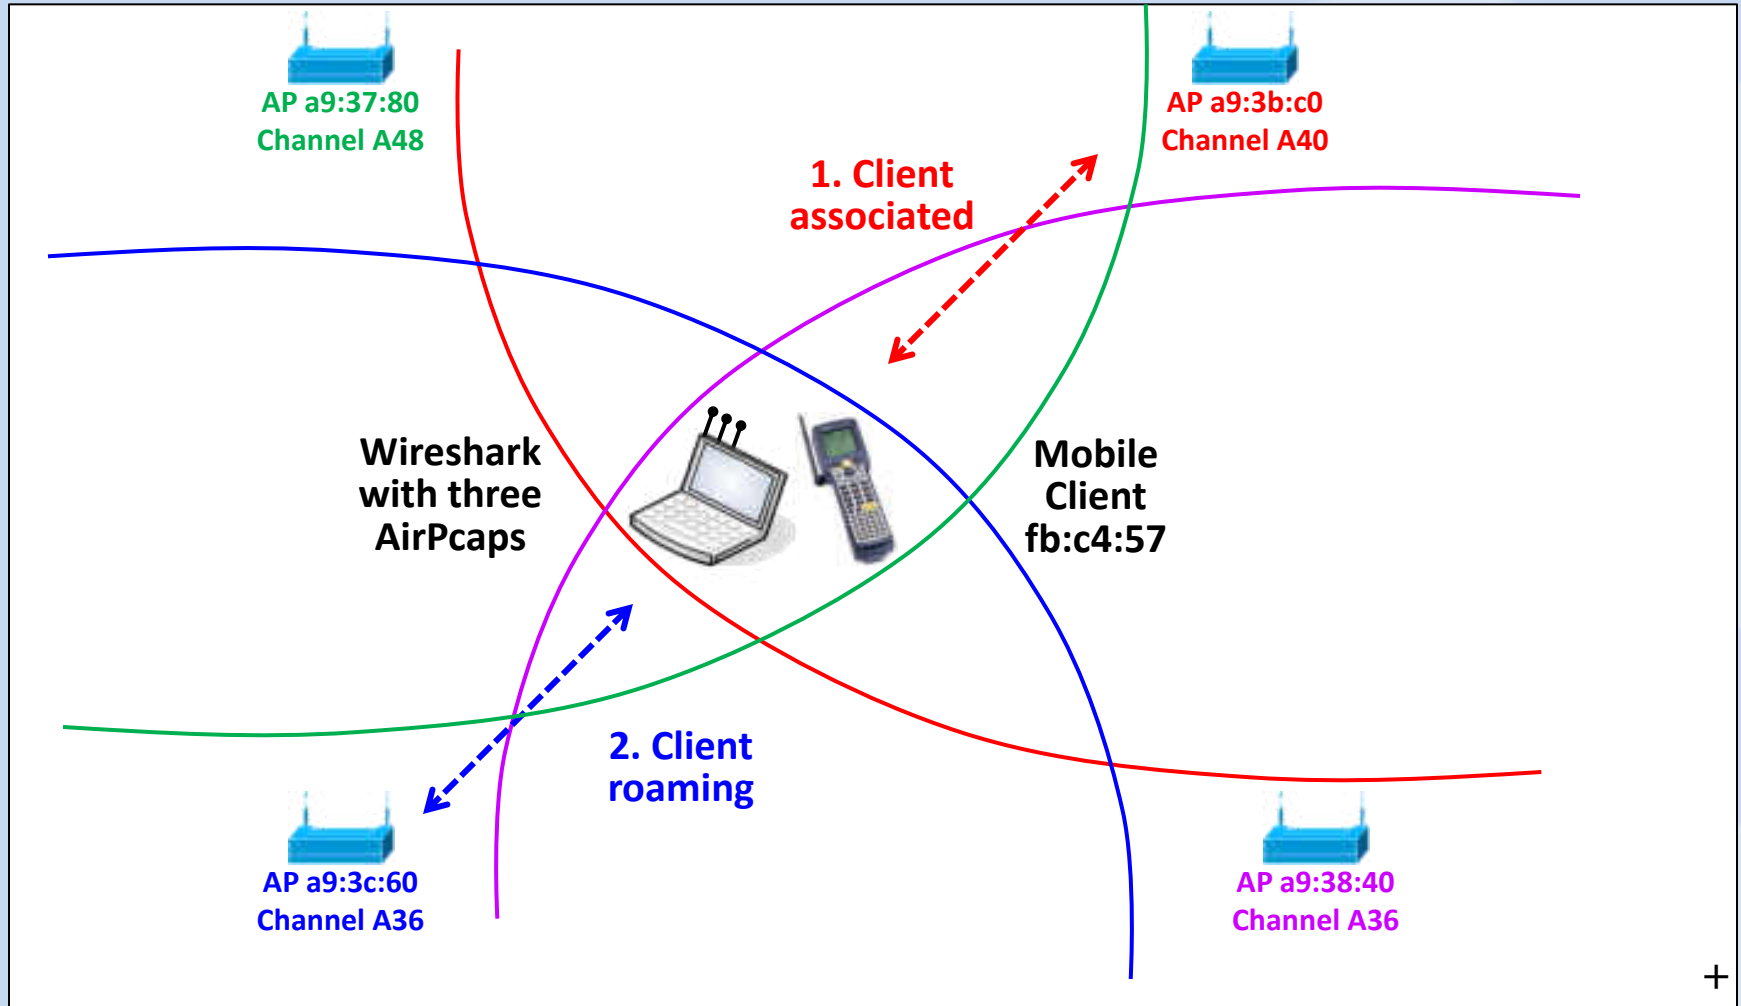 AP a9:37:80
Channel A48
AP a9:3b:c0
Channel A40
1. Client
associated
Wireshark
with three
AirPcaps
Mobile
Client
fb:c4:57
2. Client
roaming
AP a9:3c:60
Channel A36
AP a9:38:40
Channel A36
+